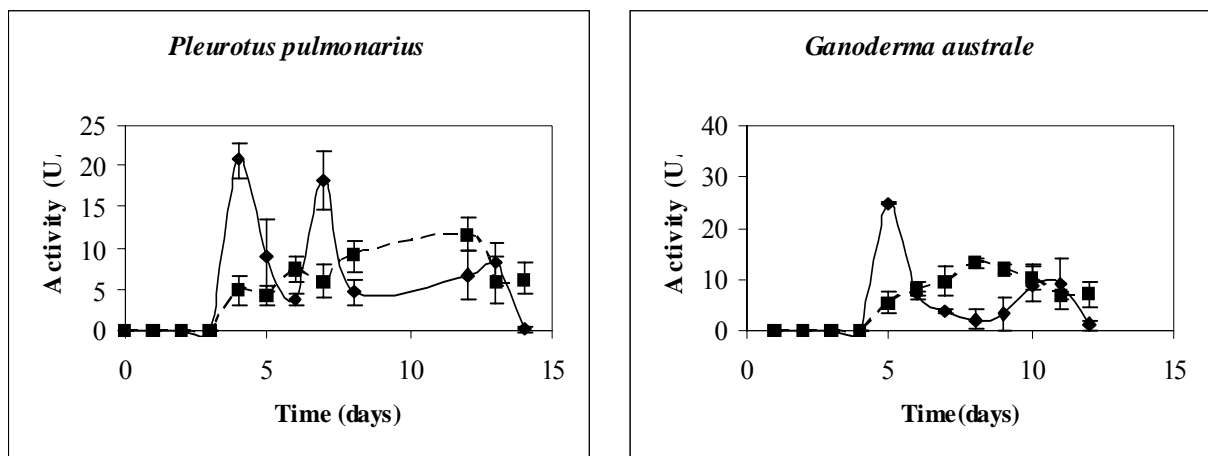 Pleurotus pulmonarius
25
20
15
10
5
0
Activity (U.
0 5 10 15
Time (days)
Ganoderma australe
40
30
20
10
0
Activity (U.
0 5 10 15
Time(days)